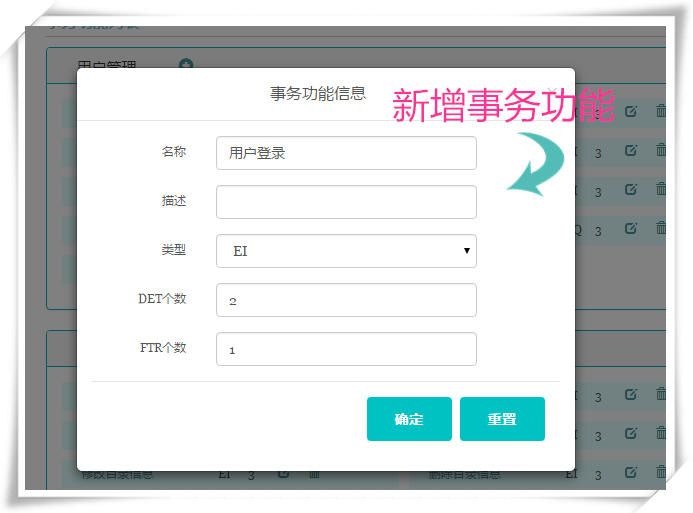 用户管理
事务功能信息
新增事务功能
名称 用户登录
描述
类型 EI
DET个数 2
FTR个数 1
确定 重置
3
3
3
Q 3
3
3
修改目录信息 EI 3
删除目录信息 EI 3